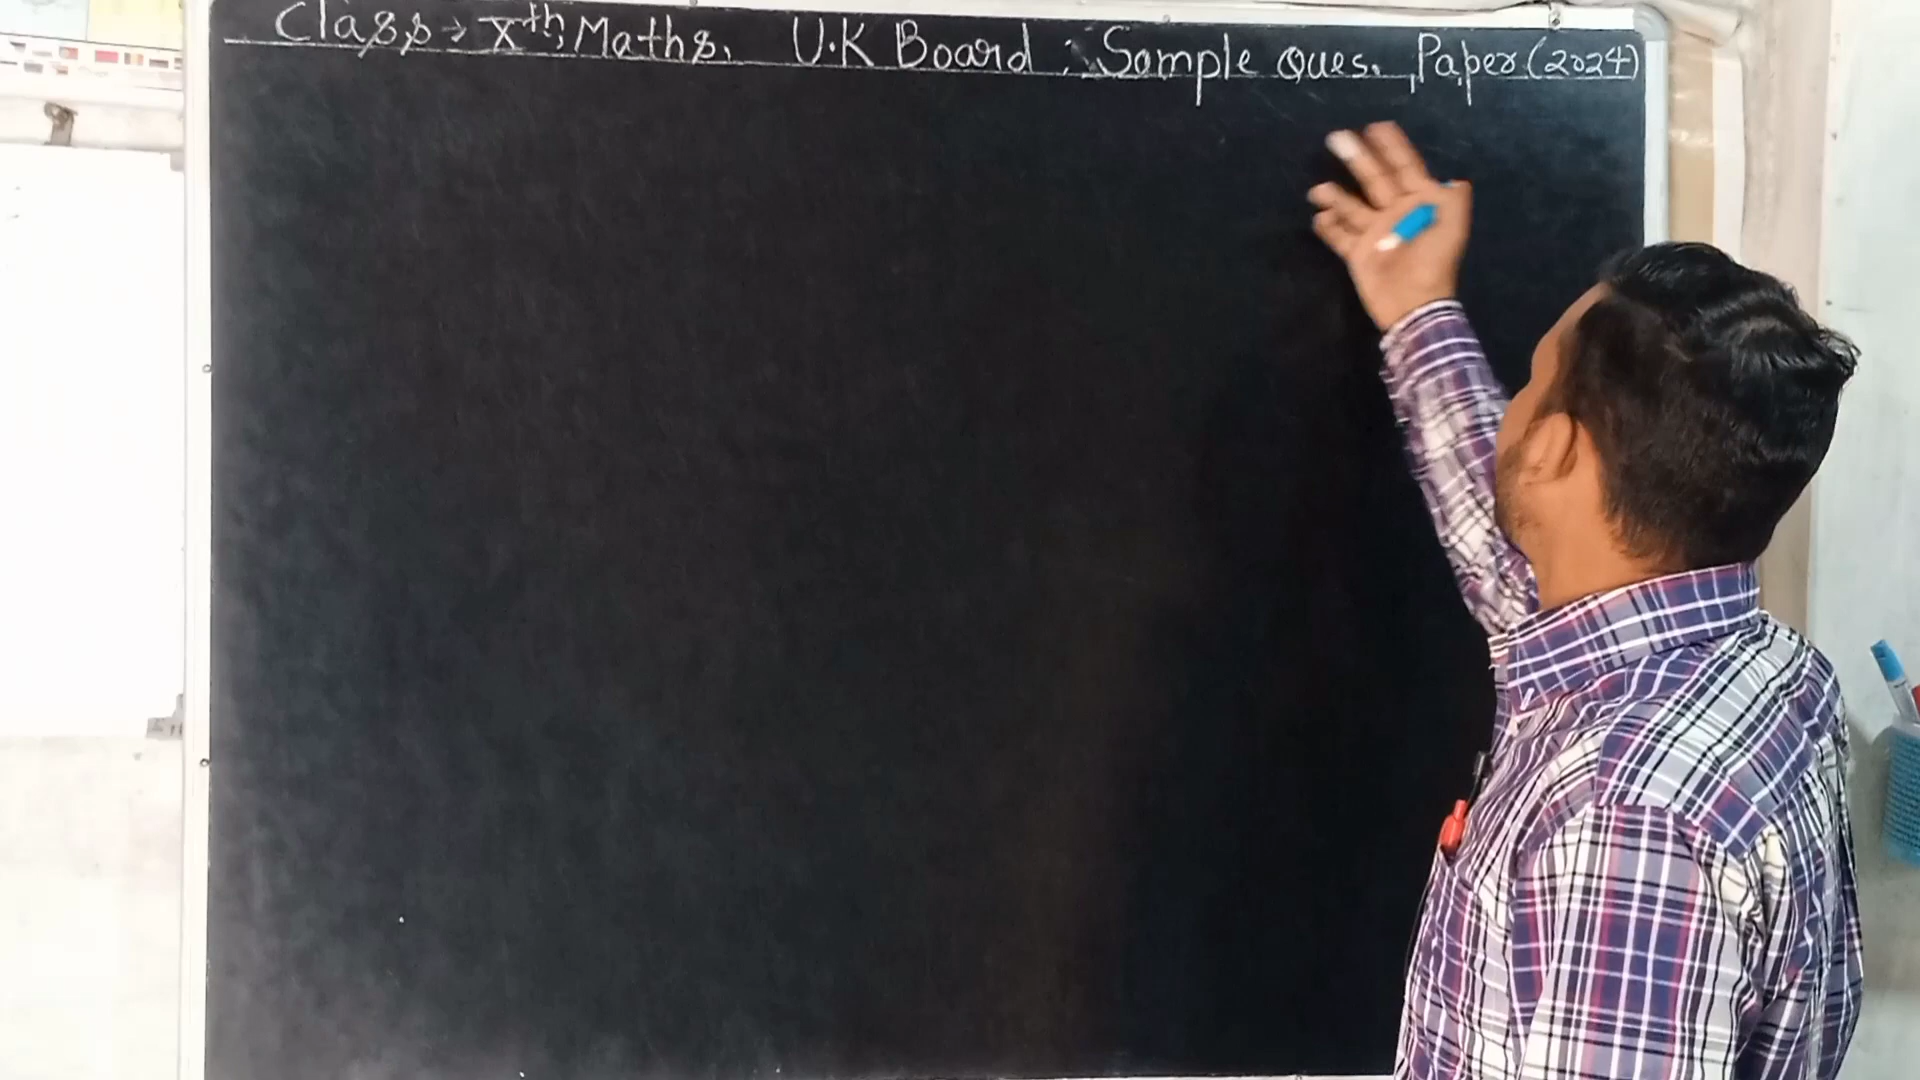 Class → Xth; Maths. U.K Board : Sample Ques. Paper (2024)